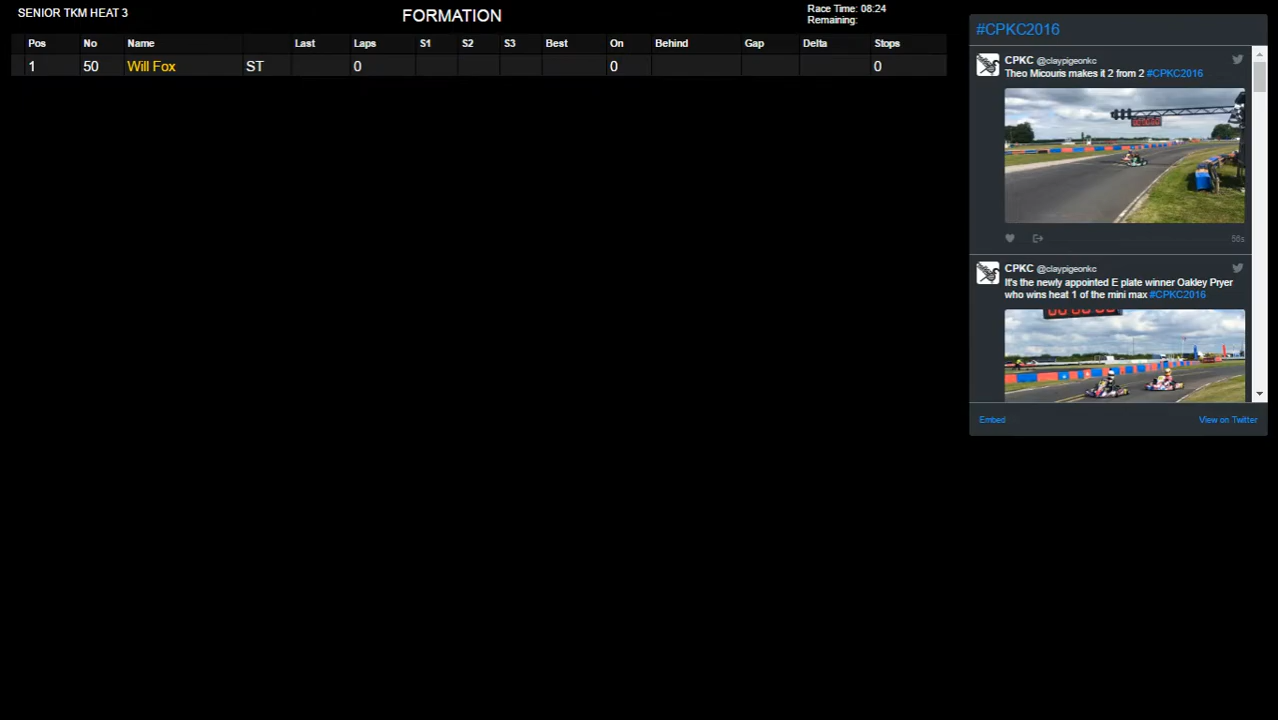 SENIOR TKM HEAT 3
FORMATION
Race Time: 08:24
Remaining:
Pos No Name Last Laps S1 S2 S3 Best On Behind Gap Delta Stops
1 50 Will Fox ST 0 0 0
#CPKC2016
CPKC @claypigeonkc
Theo Micouris makes it 2 from 2 #CPKC2016
56s
CPKC @claypigeonkc
It's the newly appointed E plate winner Oakley Pryer
who wins heat 1 of the mini max #CPKC2016
Embed
View on Twitter